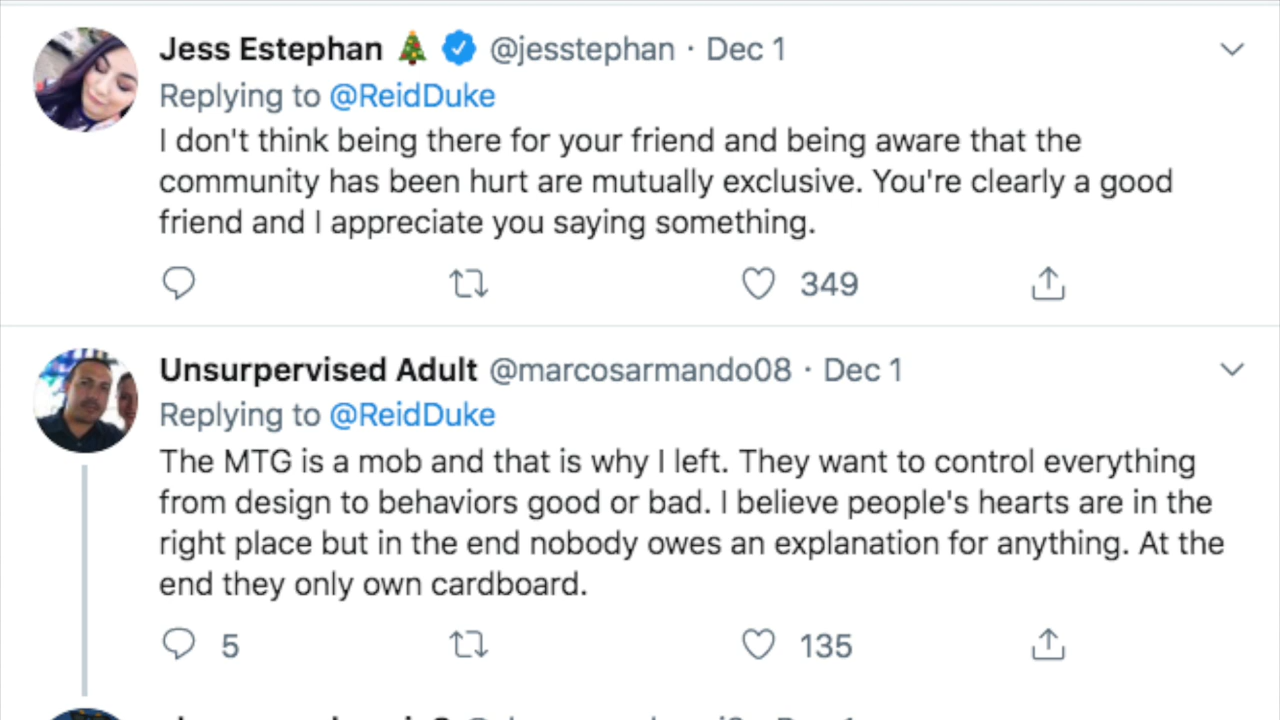 Jess Estephan 🎄 @jesstephan · Dec 1
Replying to @ReidDuke
I don't think being there for your friend and being aware that the
community has been hurt are mutually exclusive. You're clearly a good
friend and I appreciate you saying something.
349
Unsurpervised Adult @marcosarmando08 · Dec 1
Replying to @ReidDuke
The MTG is a mob and that is why I left. They want to control everything
from design to behaviors good or bad. I believe people's hearts are in the
right place but in the end nobody owes an explanation for anything. At the
end they only own cardboard.
5 135